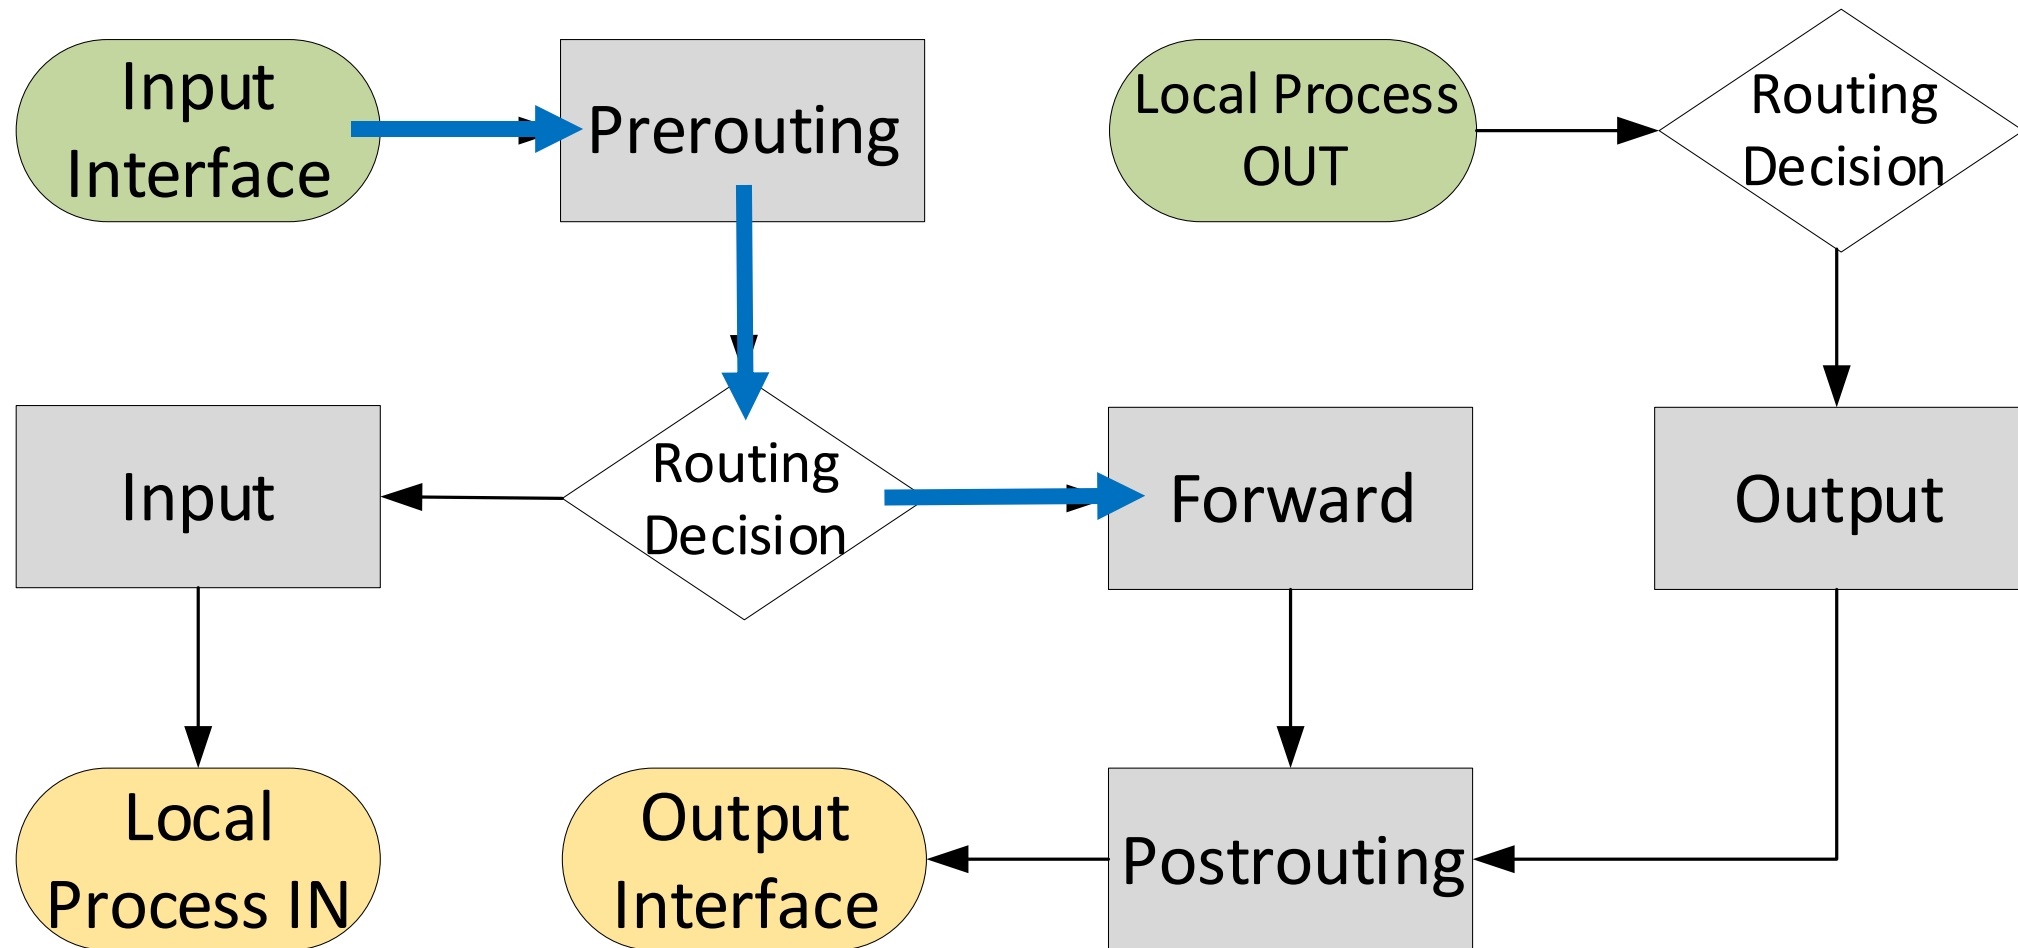 Input
Interface
Prerouting
Local Process
OUT
Routing
Decision
Input
Routing
Decision
Forward
Output
Local
Process IN
Output
Interface
Postrouting